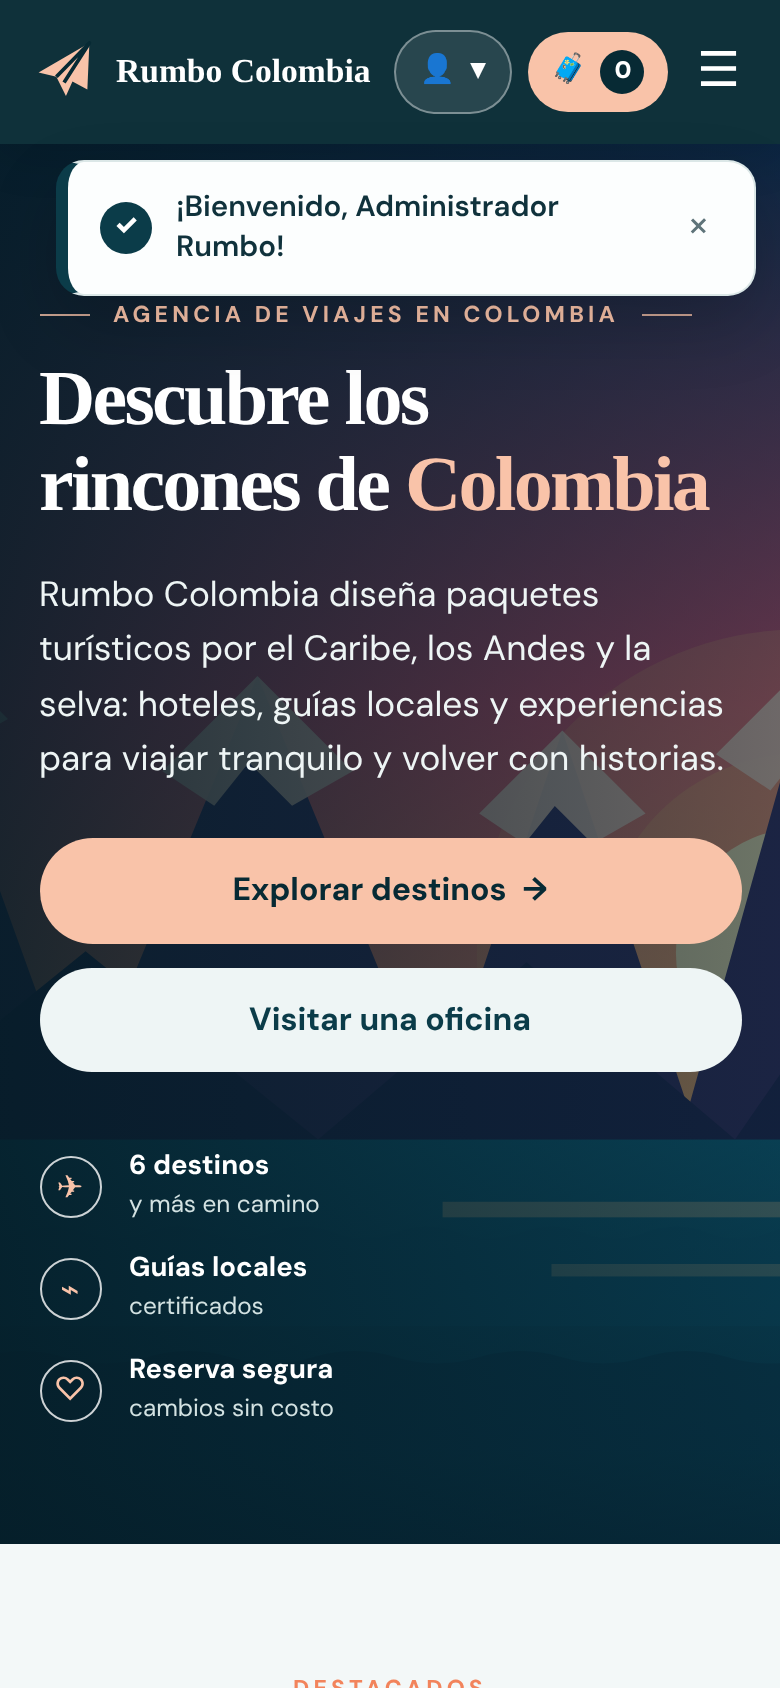 Rumbo Colombia
0
¡Bienvenido, Administrador
Rumbo!
AGENCIA DE VIAJES EN COLOMBIA
Descubre los
rincones de Colombia
Rumbo Colombia diseña paquetes
turísticos por el Caribe, los Andes y la
selva: hoteles, guías locales y experiencias
para viajar tranquilo y volver con historias.
Explorar destinos →
Visitar una oficina
6 destinos
y más en camino
Guías locales
certificados
Reserva segura
cambios sin costo
DESTACADOS